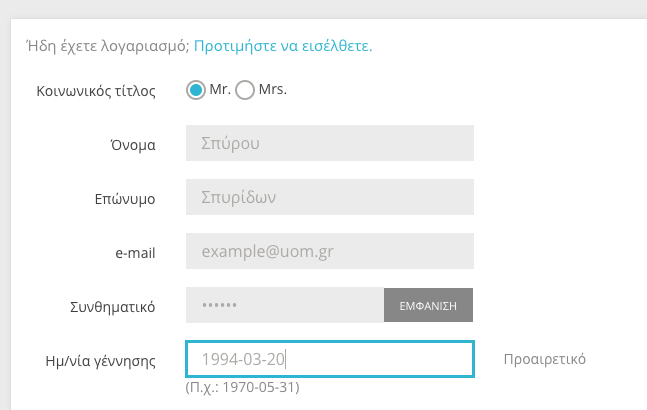 Ήδη έχετε λογαριασμό; Προτιμήστε να εισέλθετε.
Κοινωνικός τίτλος Mr. Mrs.
Όνομα Σπύρου
Επώνυμο Σπυρίδων
e-mail example@uom.gr
Συνθηματικό •••••• ΕΜΦΑΝΙΣΗ
Ημ/νία γέννησης 1994-03-20 Προαιρετικό
(Π.χ.: 1970-05-31)